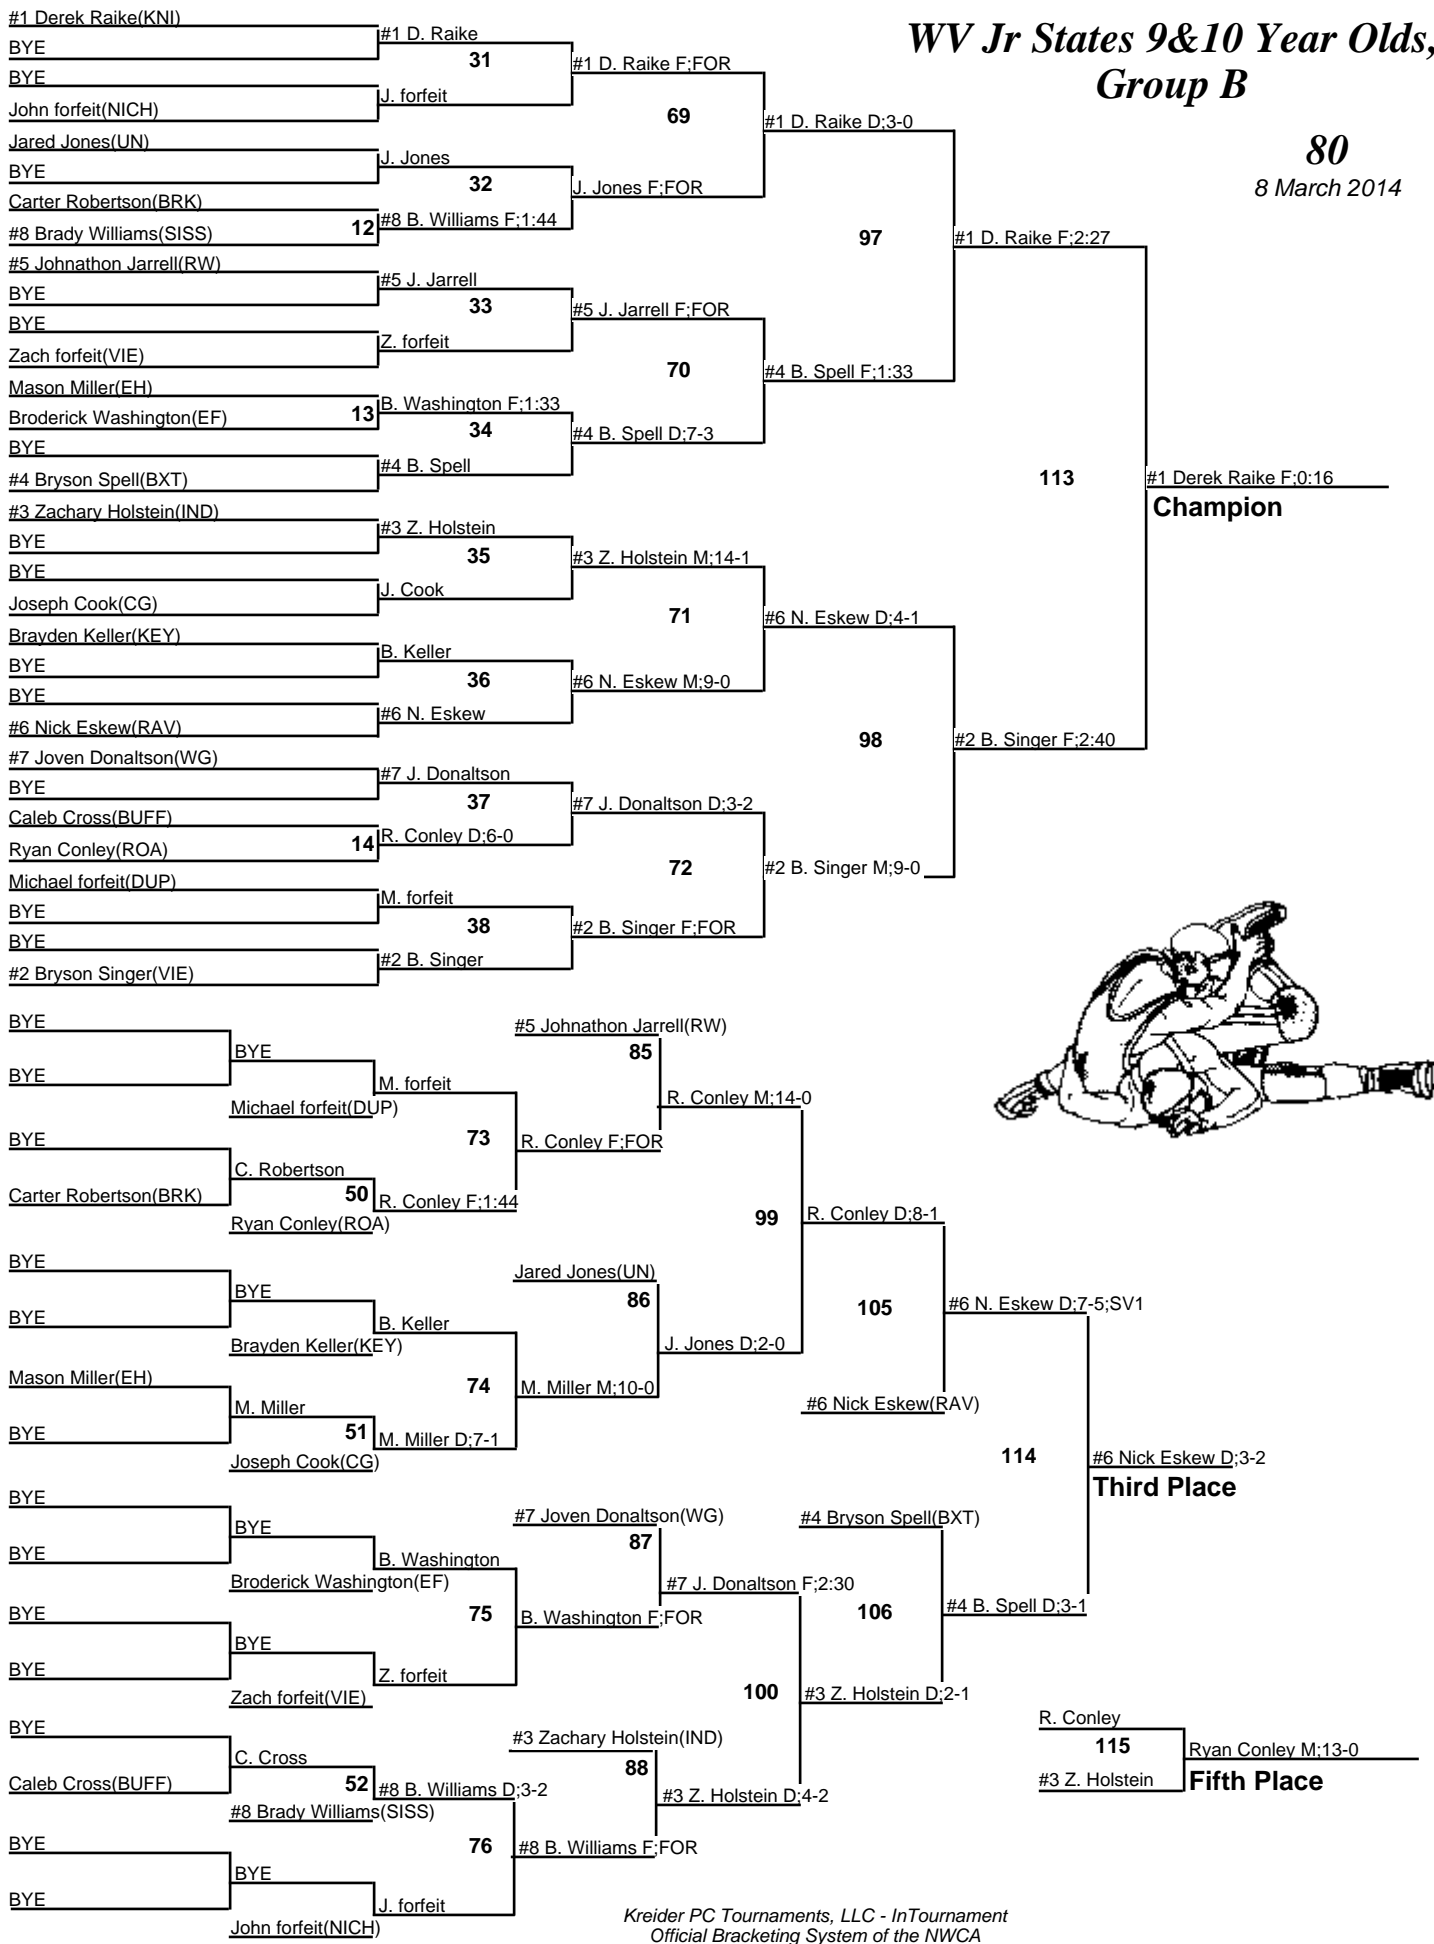 WV Jr States 9&10 Year Olds,
Group B
80
8 March 2014
#1 Derek Raike(KNI)
BYE
BYE
John forfeit(NICH)
Jared Jones(UN)
BYE
Carter Robertson(BRK)
#8 Brady Williams(SISS)
#5 Johnathon Jarrell(RW)
BYE
BYE
Zach forfeit(VIE)
Mason Miller(EH)
Broderick Washington(EF)
BYE
#4 Bryson Spell(BXT)
#3 Zachary Holstein(IND)
BYE
BYE
Joseph Cook(CG)
Brayden Keller(KEY)
BYE
BYE
#6 Nick Eskew(RAV)
#7 Joven Donaltson(WG)
BYE
Caleb Cross(BUFF)
Ryan Conley(ROA)
Michael forfeit(DUP)
BYE
BYE
#2 Bryson Singer(VIE)
12
13
14
#1 D. Raike
31
J. forfeit
J. Jones
32
#8 B. Williams F;1:44
#5 J. Jarrell
33
Z. forfeit
B. Washington F;1:33
34
#4 B. Spell
#3 Z. Holstein
35
J. Cook
B. Keller
36
#6 N. Eskew
#7 J. Donaltson
37
R. Conley D;6-0
M. forfeit
38
#2 B. Singer
#1 D. Raike F;FOR
69
J. Jones F;FOR
#5 J. Jarrell F;FOR
70
#4 B. Spell D;7-3
#3 Z. Holstein M;14-1
71
#6 N. Eskew M;9-0
#7 J. Donaltson D;3-2
72
#2 B. Singer F;FOR
#1 D. Raike D;3-0
97
#4 B. Spell F;1:33
#6 N. Eskew D;4-1
98
#2 B. Singer M;9-0
#1 D. Raike F;2:27
113
#2 B. Singer F;2:40
#1 Derek Raike F;0:16
Champion
BYE
BYE
BYE
Carter Robertson(BRK)
BYE
BYE
Mason Miller(EH)
BYE
BYE
BYE
BYE
BYE
BYE
Caleb Cross(BUFF)
BYE
BYE
BYE
Michael forfeit(DUP)
C. Robertson
50
Ryan Conley(ROA)
BYE
Brayden Keller(KEY)
M. Miller
51
Joseph Cook(CG)
BYE
Broderick Washington(EF)
BYE
Zach forfeit(VIE)
C. Cross
52
#8 Brady Williams(SISS)
BYE
John forfeit(NICH)
M. forfeit
73
R. Conley F;1:44
B. Keller
74
M. Miller D;7-1
B. Washington
75
Z. forfeit
#8 B. Williams D;3-2
76
J. forfeit
#5 Johnathon Jarrell(RW)
85
R. Conley F;FOR
Jared Jones(UN)
86
M. Miller M;10-0
#7 Joven Donaltson(WG)
87
B. Washington F;FOR
#3 Zachary Holstein(IND)
88
#8 B. Williams F;FOR
R. Conley M;14-0
99
J. Jones D;2-0
#7 J. Donaltson F;2:30
100
#3 Z. Holstein D;4-2
R. Conley D;8-1
105
#6 Nick Eskew(RAV)
#4 Bryson Spell(BXT)
106
#3 Z. Holstein D;2-1
#6 N. Eskew D;7-5;SV1
114
#4 B. Spell D;3-1
#6 Nick Eskew D;3-2
Third Place
R. Conley
115
#3 Z. Holstein
Ryan Conley M;13-0
Fifth Place
Kreider PC Tournaments, LLC - InTournament
Official Bracketing System of the NWCA